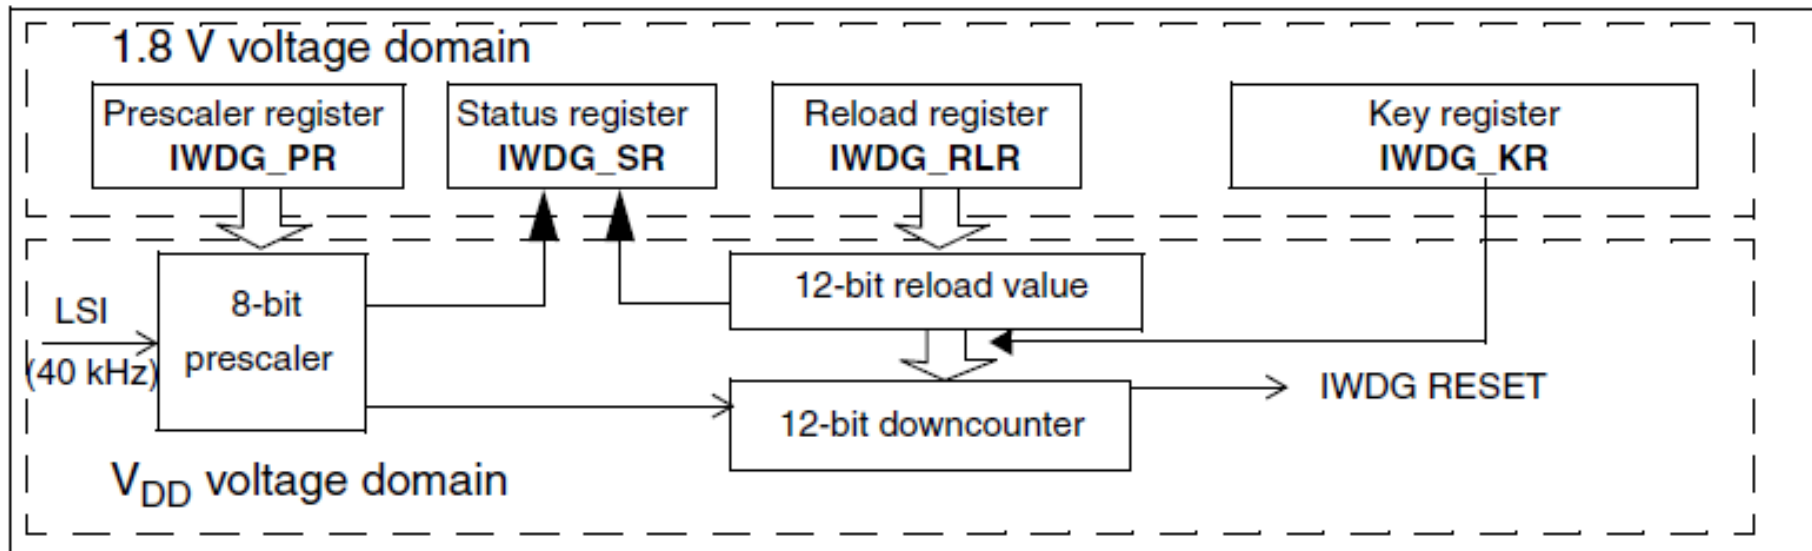 1.8 V voltage domain
Prescaler register
IWDG_PR
Status register
IWDG_SR
Reload register
IWDG_RLR
Key register
IWDG_KR
LSI
(40 kHz)
8-bit
prescaler
12-bit reload value
12-bit downcounter
IWDG RESET
VDD voltage domain